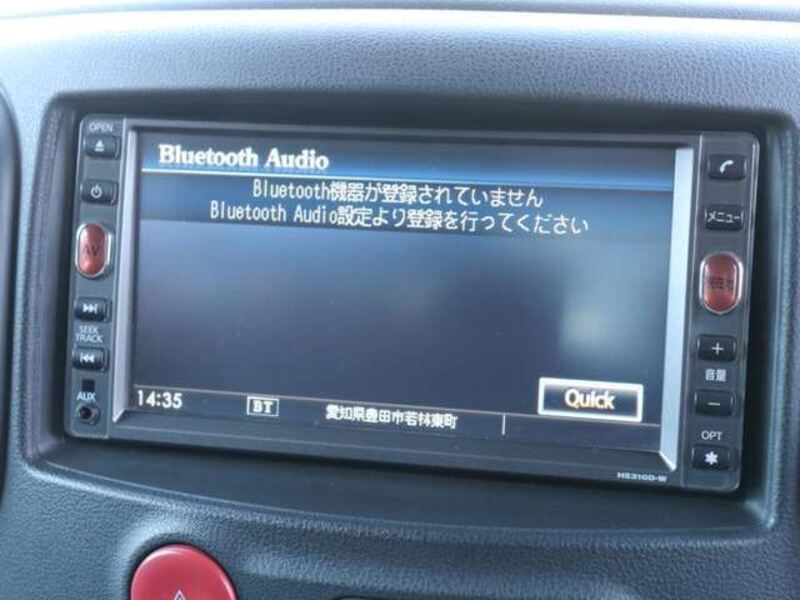 OPEN
Bluetooth Audio
Bluetooth機器が登録されていません
Bluetooth Audio設定より登録を行ってください
メニュー
AV
現在地
SEEK
TRACK
音量
AUX
14:35
BT
愛知県豊田市若林東町
Quick
OPT
HS310D-W